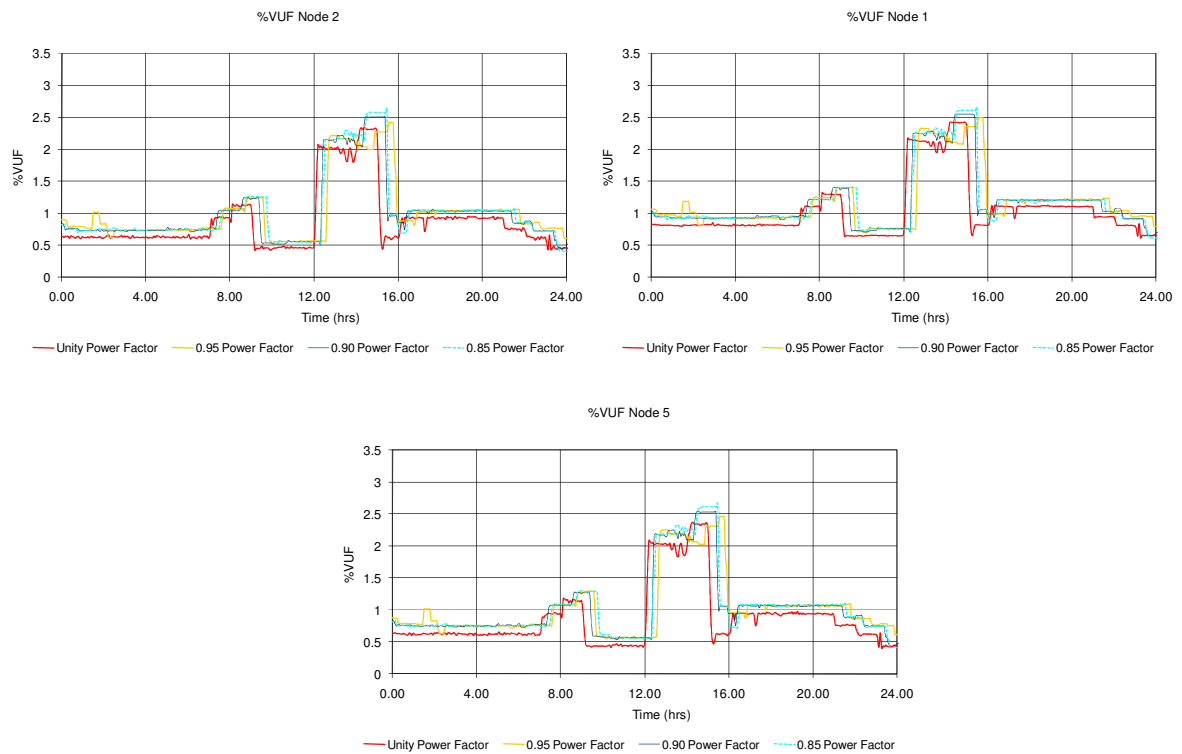 %VUF Node 2
3.5
3
2.5
2
1.5
1
0.5
0
%VUF
0.00 4.00 8.00 12.00 16.00 20.00 24.00
Time (hrs)
Unity Power Factor 0.95 Power Factor 0.90 Power Factor 0.85 Power Factor
%VUF Node 1
3.5
3
2.5
2
1.5
1
0.5
0
%VUF
0.00 4.00 8.00 12.00 16.00 20.00 24.00
Time (hrs)
Unity Power Factor 0.95 Power Factor 0.90 Power Factor 0.85 Power Factor
%VUF Node 5
3.5
3
2.5
2
1.5
1
0.5
0
%VUF
0.00 4.00 8.00 12.00 16.00 20.00 24.00
Time (hrs)
Unity Power Factor 0.95 Power Factor 0.90 Power Factor 0.85 Power Factor